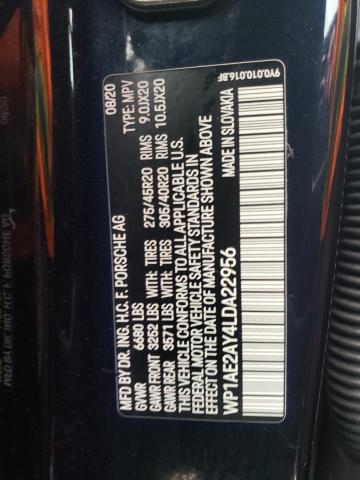 MFD BY DR. ING. H.C. F. PORSCHE AG 08/20
GVWR 6680 LBS TYPE: MPV
GAWR FRONT 3252 LBS WITH: TIRES 275/45R20 RIMS 9.0JX20
GAWR REAR 3571 LBS WITH: TIRES 305/40R20 RIMS 10.5JX20
THIS VEHICLE CONFORMS TO ALL APPLICABLE U.S.
FEDERAL MOTOR VEHICLE SAFETY STANDARDS IN
EFFECT ON THE DATE OF MANUFACTURE SHOWN ABOVE
WP1AE2AY4LDA22956 MADE IN SLOVAKIA
9Y0.010.016.BF